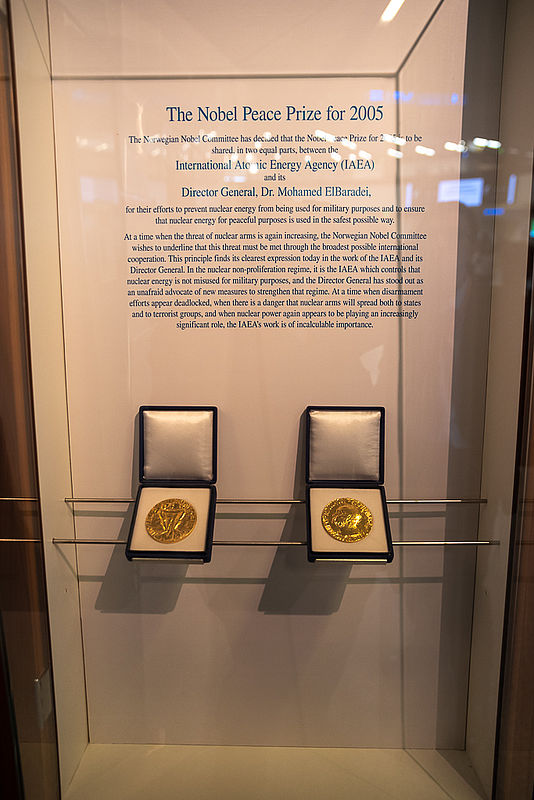 The Nobel Peace Prize for 2005
The Norwegian Nobel Committee has decided that the Nobel Peace Prize for 2005 is to be
shared, in two equal parts, between the
International Atomic Energy Agency (IAEA)
and its
Director General, Dr. Mohamed ElBaradei,
for their efforts to prevent nuclear energy from being used for military purposes and to ensure
that nuclear energy for peaceful purposes is used in the safest possible way.
At a time when the threat of nuclear arms is again increasing, the Norwegian Nobel Committee
wishes to underline that this threat must be met through the broadest possible international
cooperation. This principle finds its clearest expression today in the work of the IAEA and its
Director General. In the nuclear non-proliferation regime, it is the IAEA which controls that
nuclear energy is not misused for military purposes, and the Director General has stood out as
an unafraid advocate of new measures to strengthen that regime. At a time when disarmament
efforts appear deadlocked, when there is a danger that nuclear arms will spread both to states
and to terrorist groups, and when nuclear power again appears to be playing an increasingly
significant role, the IAEA's work is of incalculable importance.